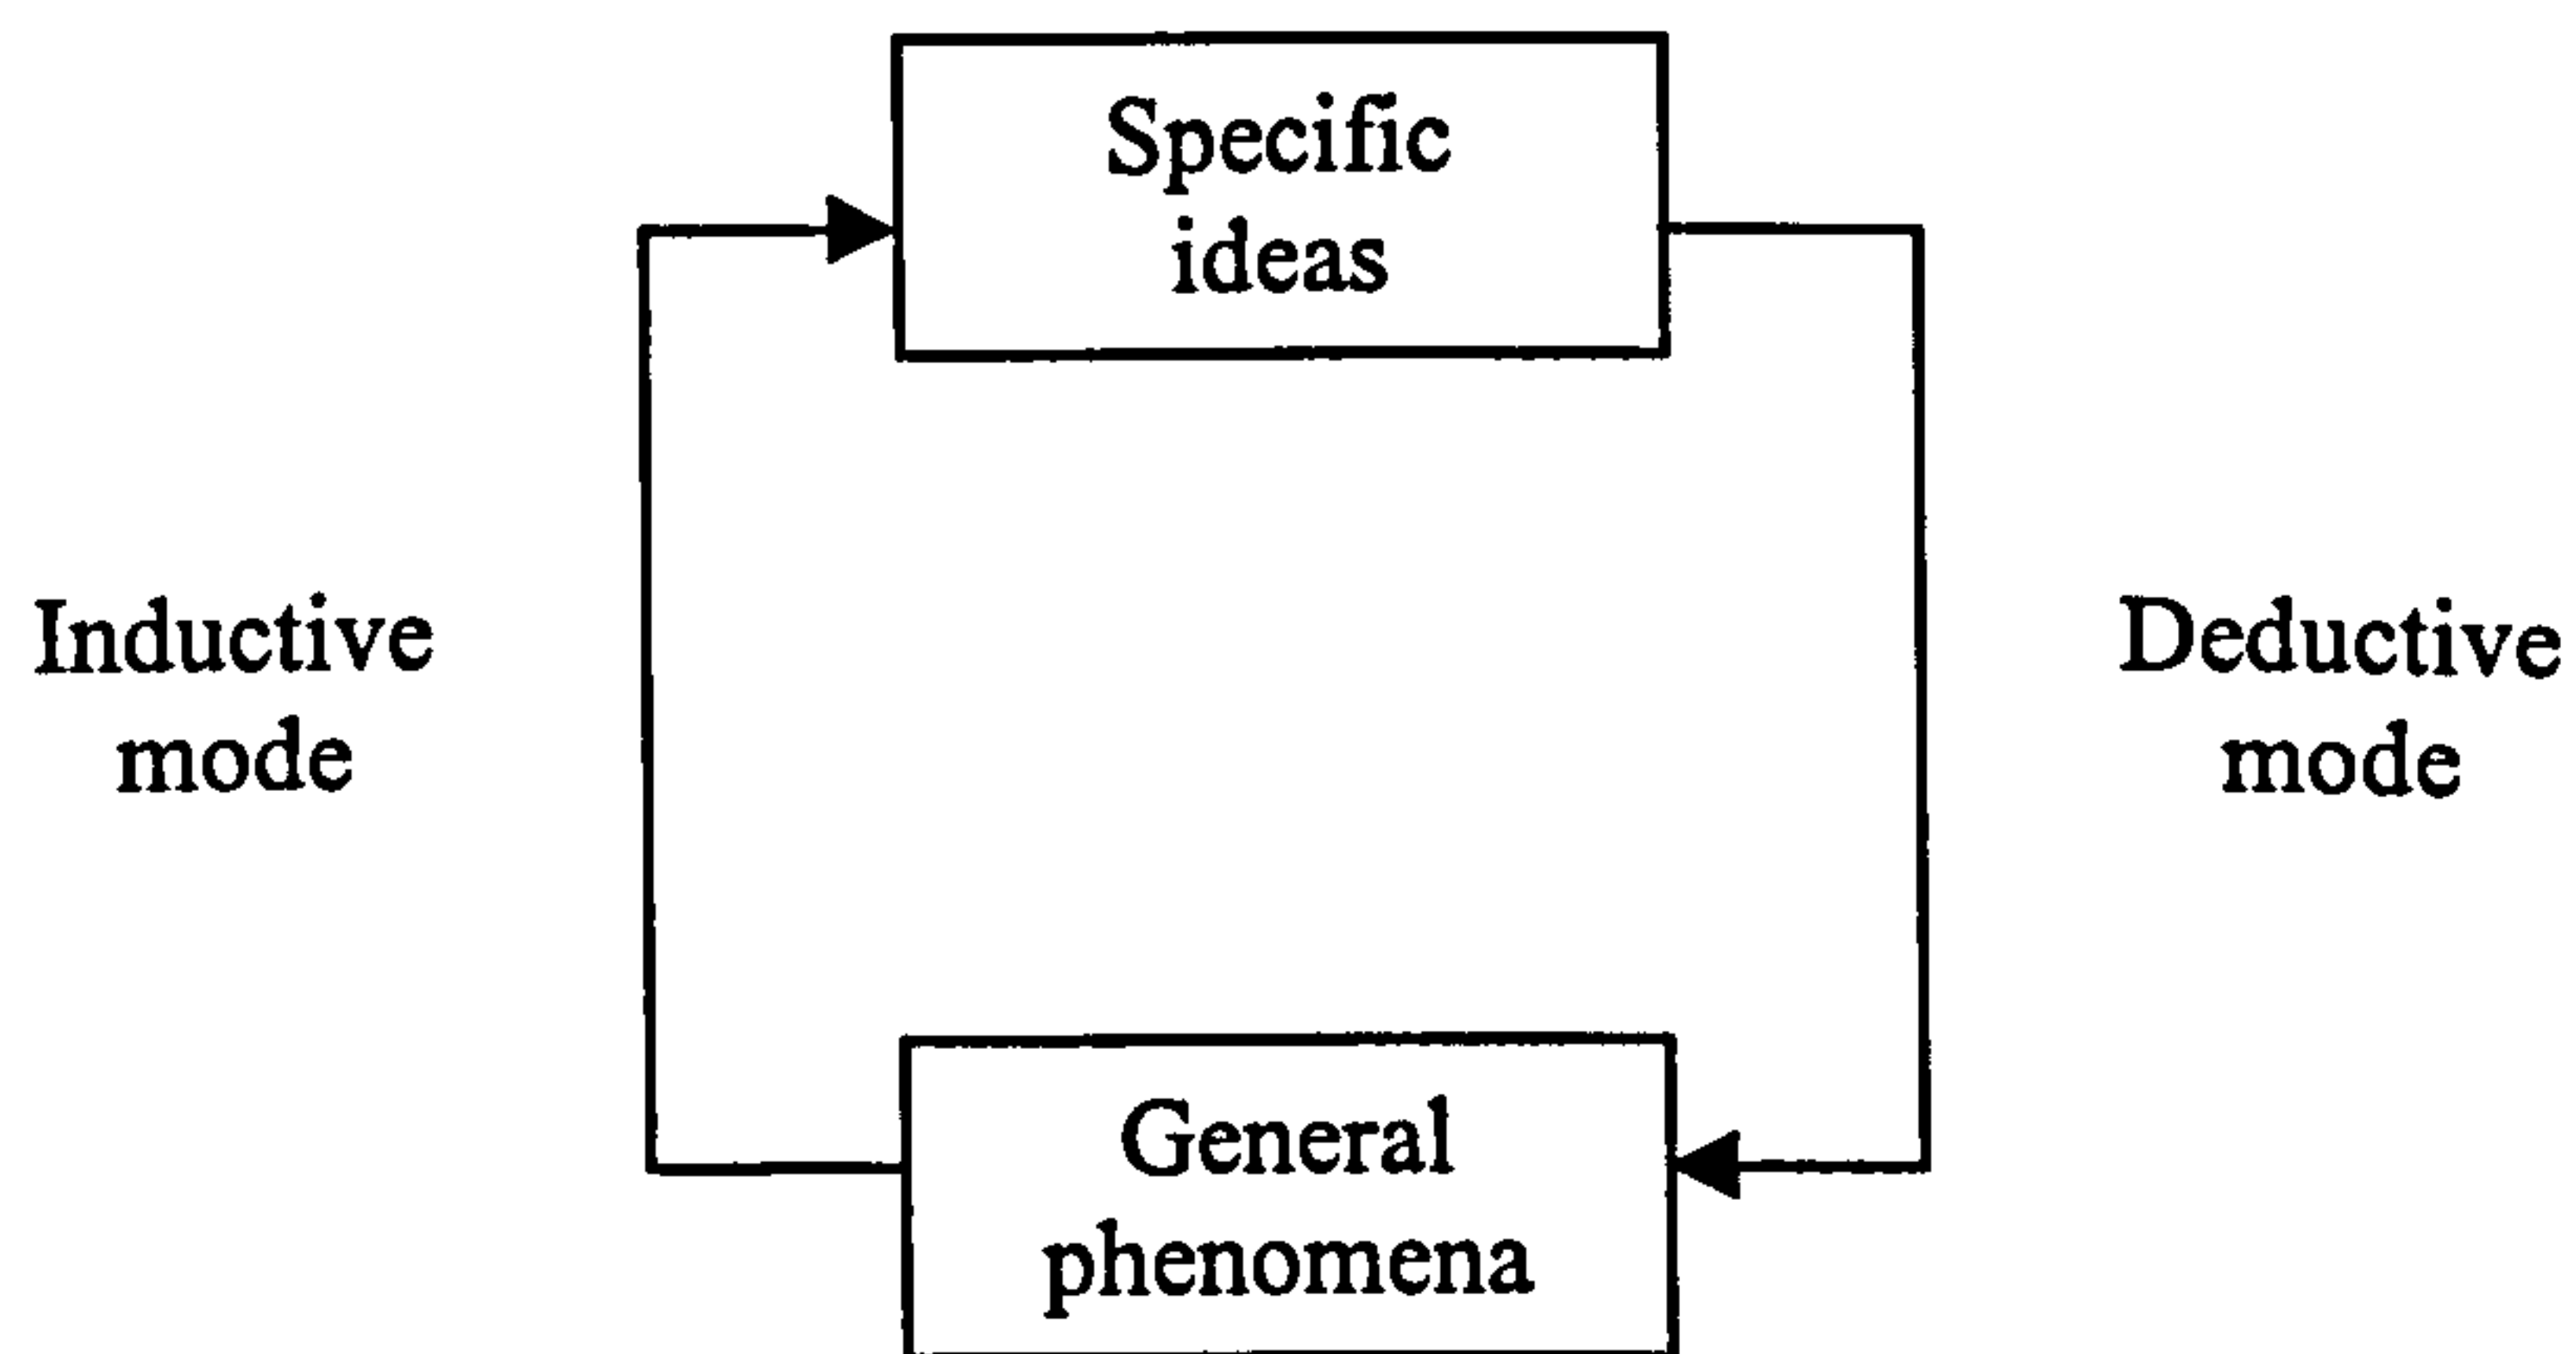 Specific
ideas
Inductive
mode
Deductive
mode
General
phenomena